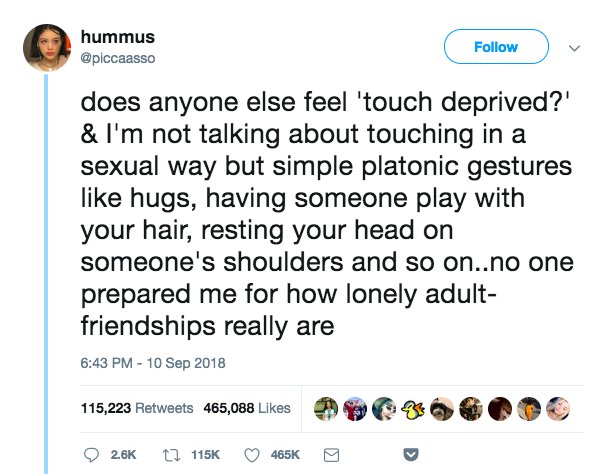 hummus
@piccaasso
Follow
does anyone else feel 'touch deprived?'
& I'm not talking about touching in a
sexual way but simple platonic gestures
like hugs, having someone play with
your hair, resting your head on
someone's shoulders and so on..no one
prepared me for how lonely adult-
friendships really are
6:43 PM - 10 Sep 2018
115,223 Retweets 465,088 Likes
2.6K 115K 465K